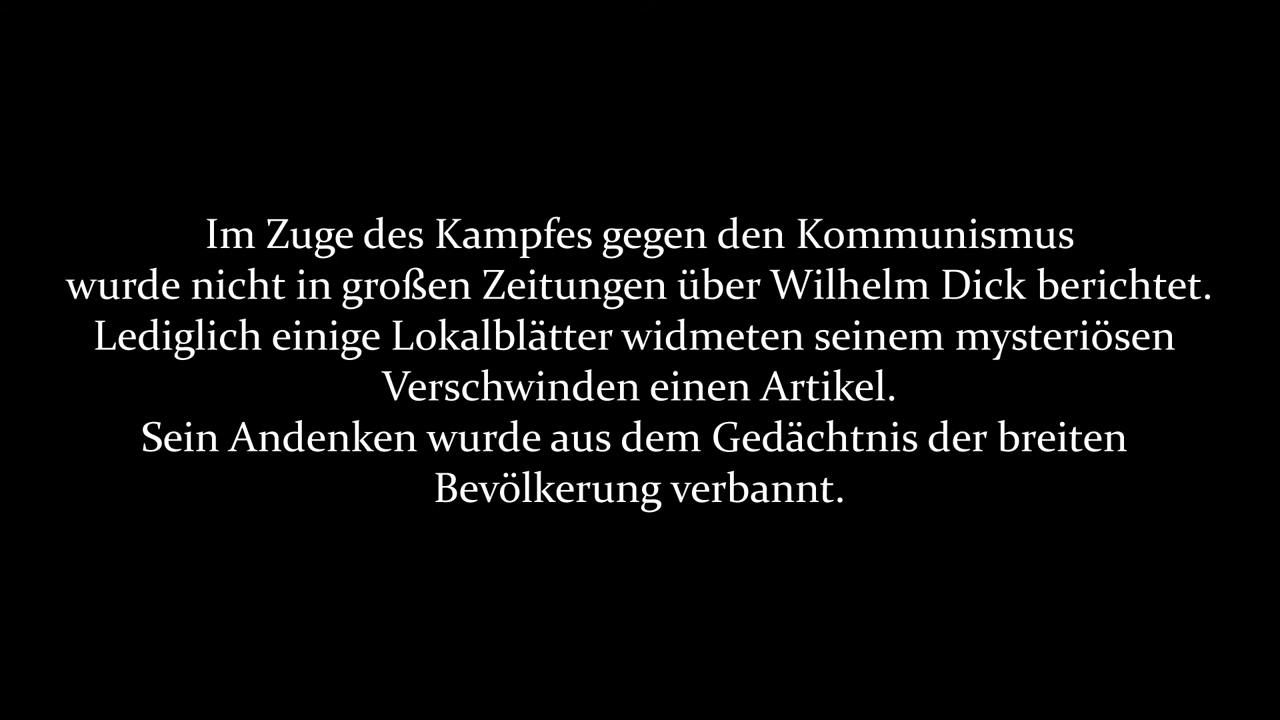 Im Zuge des Kampfes gegen den Kommunismus
wurde nicht in großen Zeitungen über Wilhelm Dick berichtet.
Lediglich einige Lokalblätter widmeten seinem mysteriösen
Verschwinden einen Artikel.
Sein Andenken wurde aus dem Gedächtnis der breiten
Bevölkerung verbannt.